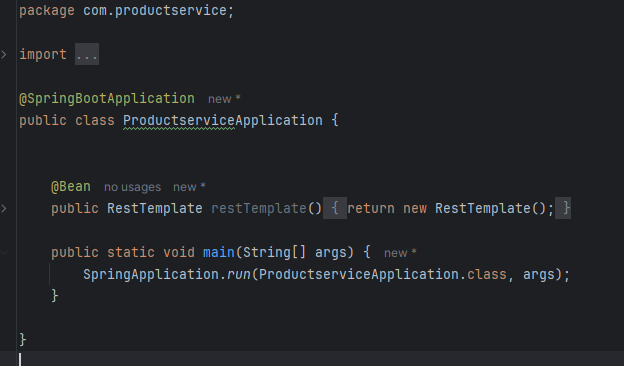 package com.productservice;
import ...
@SpringBootApplication new *
public class ProductserviceApplication {
@Bean no usages new *
public RestTemplate restTemplate() { return new RestTemplate(); }
public static void main(String[] args) { new *
SpringApplication.run(ProductserviceApplication.class, args);
}
}